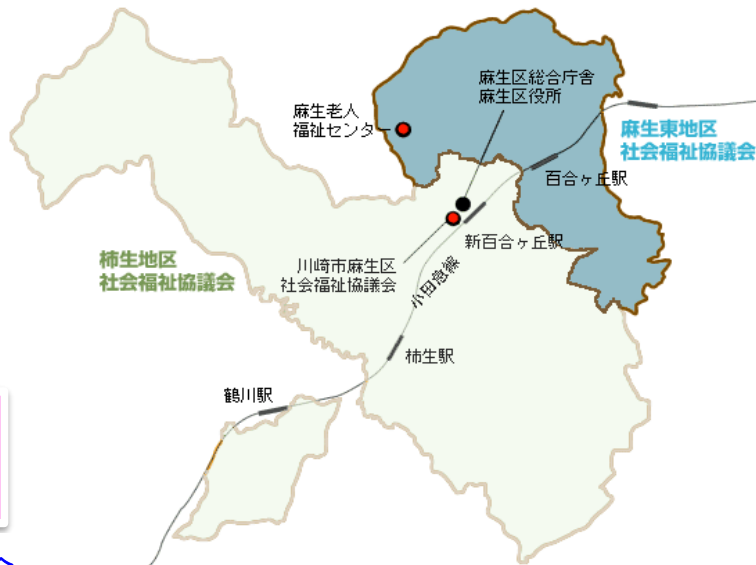 麻生区総合庁舎
麻生区役所
麻生老人
福祉センター
麻生東地区
社会福祉協議会
百合ヶ丘駅
新百合ヶ丘駅
川崎市麻生区
社会福祉協議会
柿生地区
社会福祉協議会
小田急線
柿生駅
鶴川駅